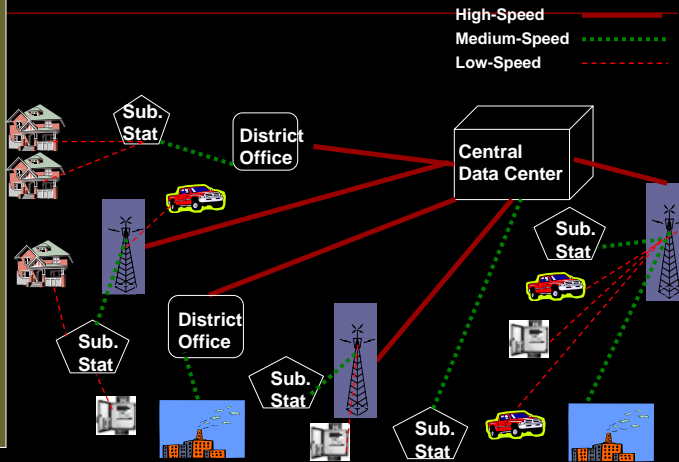 High-Speed
Medium-Speed
Low-Speed
Sub.
Stat
District
Office
Central
Data Center
Sub.
Stat
District
Office
Sub.
Stat
Sub.
Stat
Sub.
Stat